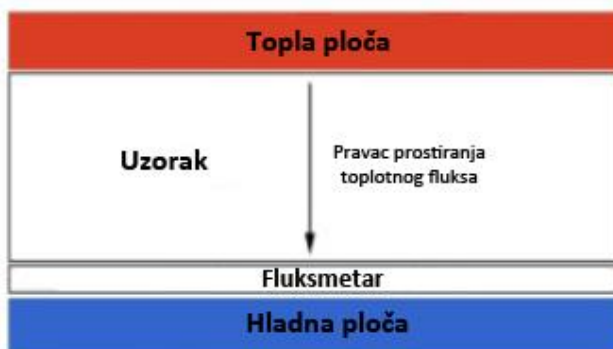 Topla ploča
Uzorak
Pravac prostiranja
toplotnog fluksa
Fluksmetar
Hladna ploča